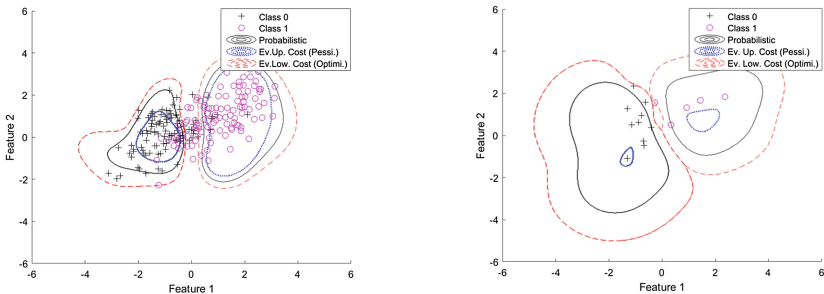 Class 0
Class 1
Probabilistic
Ev.Up. Cost (Pessi.)
Ev.Low. Cost (Optimi.)
6
4
2
0
-2
-4
-6
Feature 2
-6
-4
-2
0
2
4
6
Feature 1
Class 0
Class 1
Probabilistic
Ev.Up. Cost (Pessi.)
Ev. Low. Cost (Optimi.)
6
4
2
0
-2
-4
-6
Feature 2
-6
-4
-2
0
2
4
6
Feature 1